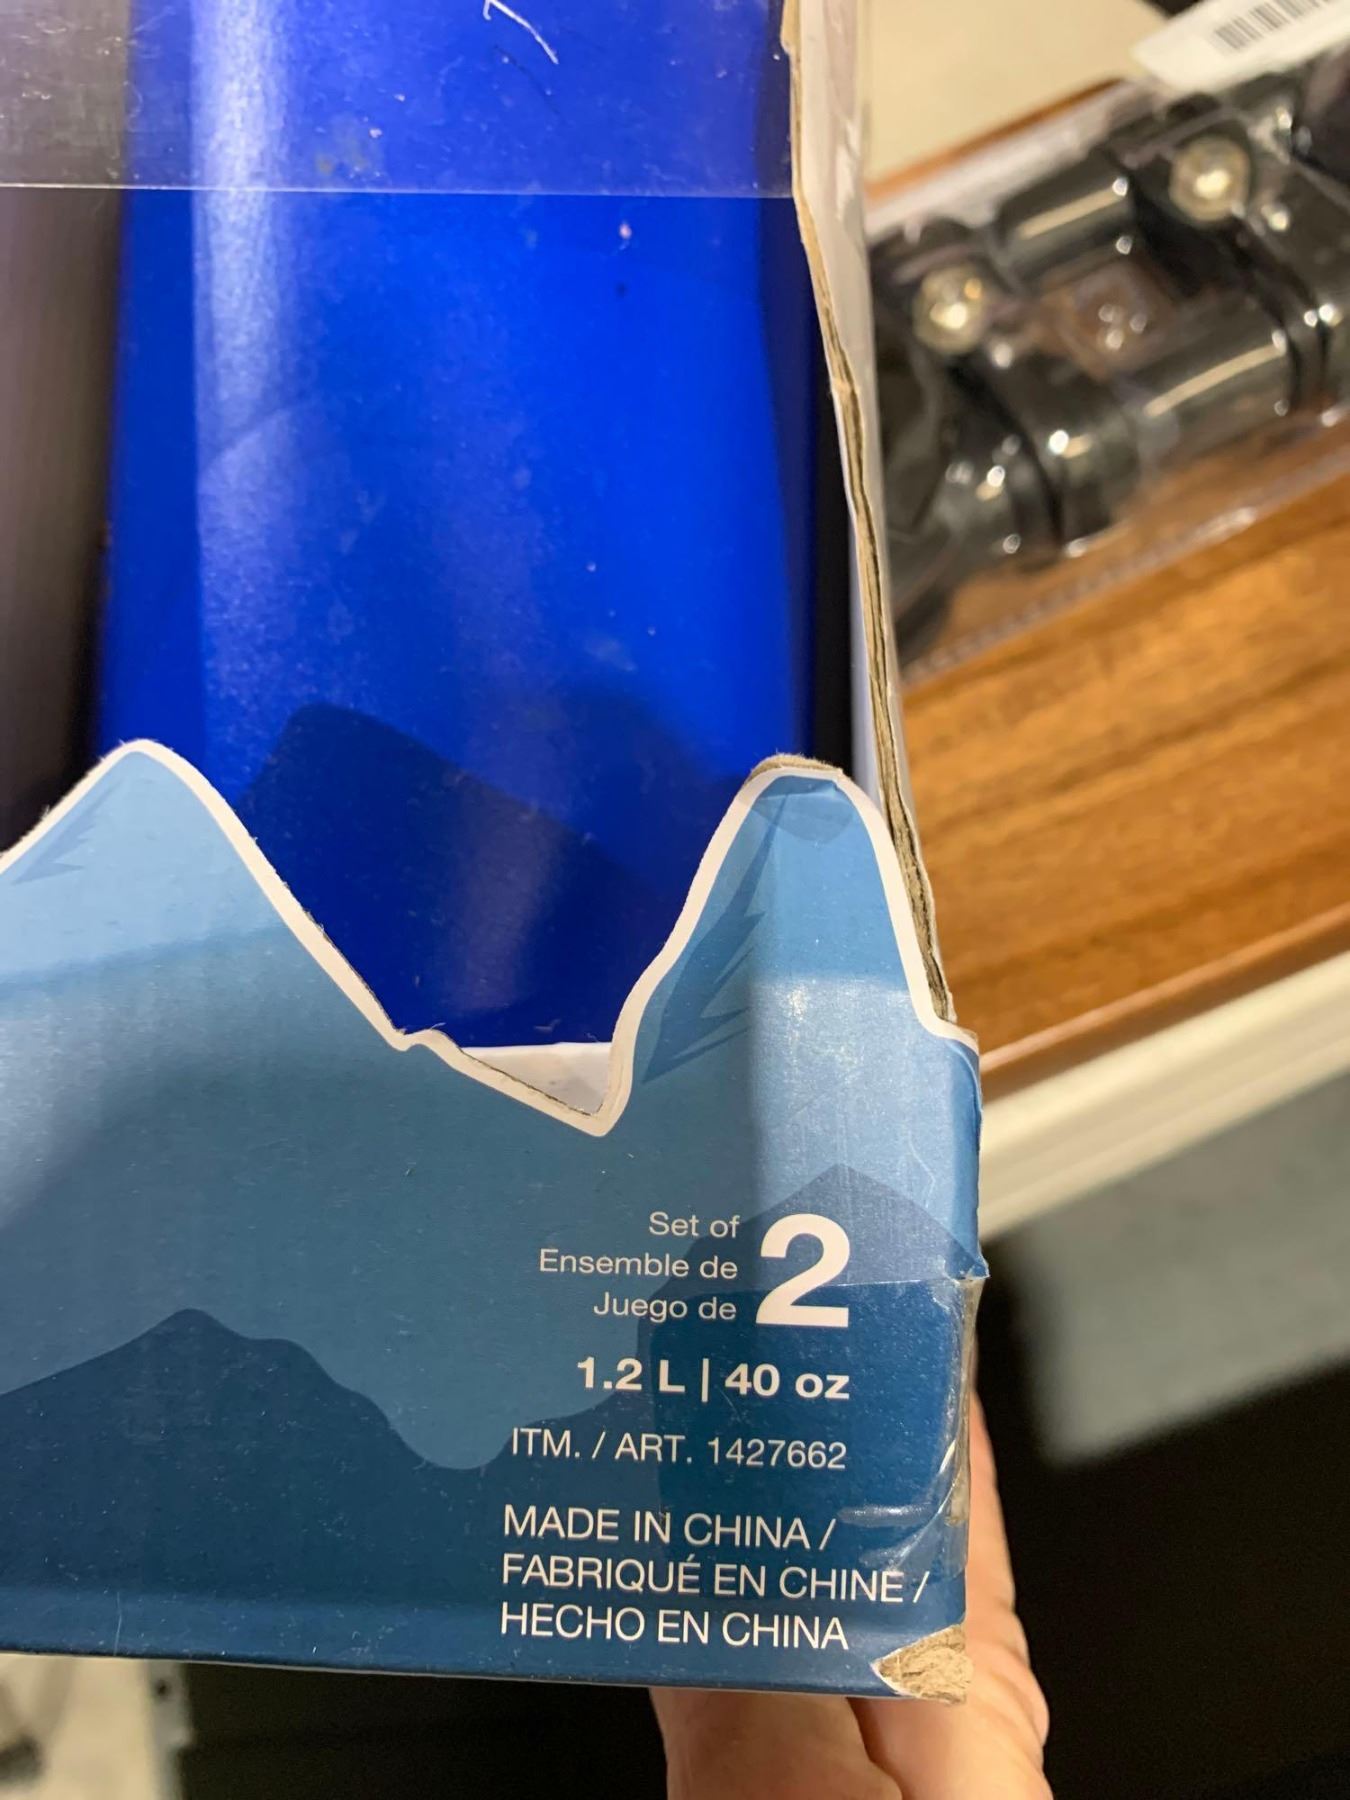 Set of
Ensemble de
Juego de
2
1.2 L | 40 oz
ITM. / ART. 1427662
MADE IN CHINA /
FABRIQUÉ EN CHINE /
HECHO EN CHINA